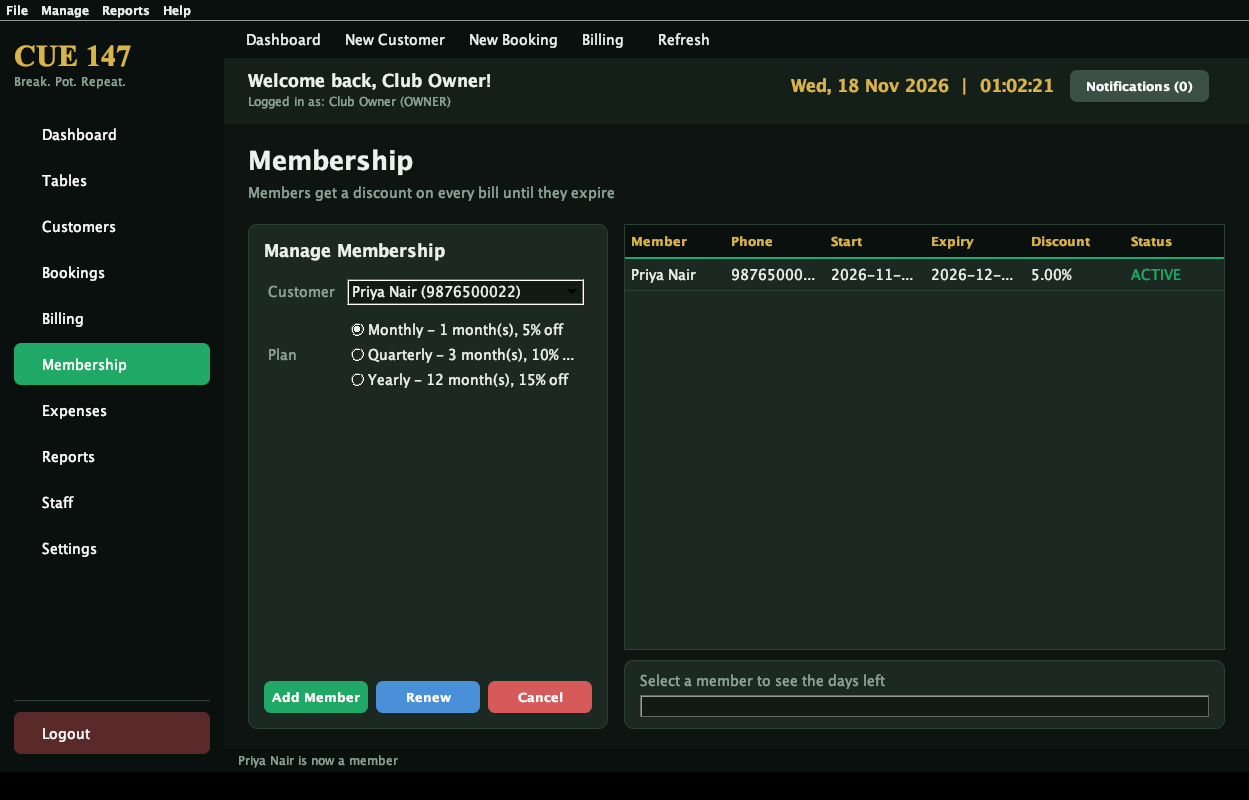 File Manage Reports Help
CUE 147
Break. Pot. Repeat.
Dashboard
Tables
Customers
Bookings
Billing
Membership
Expenses
Reports
Staff
Settings
Logout
Dashboard New Customer New Booking Billing Refresh
Welcome back, Club Owner!
Logged in as: Club Owner (OWNER)
Wed, 18 Nov 2026 | 01:02:21
Notifications (0)
Membership
Members get a discount on every bill until they expire
Manage Membership
Customer Priya Nair (9876500022)
Plan
Monthly – 1 month(s), 5% off
Quarterly – 3 month(s), 10% ...
Yearly – 12 month(s), 15% off
Add Member Renew Cancel
Member Phone Start Expiry Discount Status
Priya Nair 98765000... 2026-11-... 2026-12-... 5.00% ACTIVE
Select a member to see the days left
Priya Nair is now a member